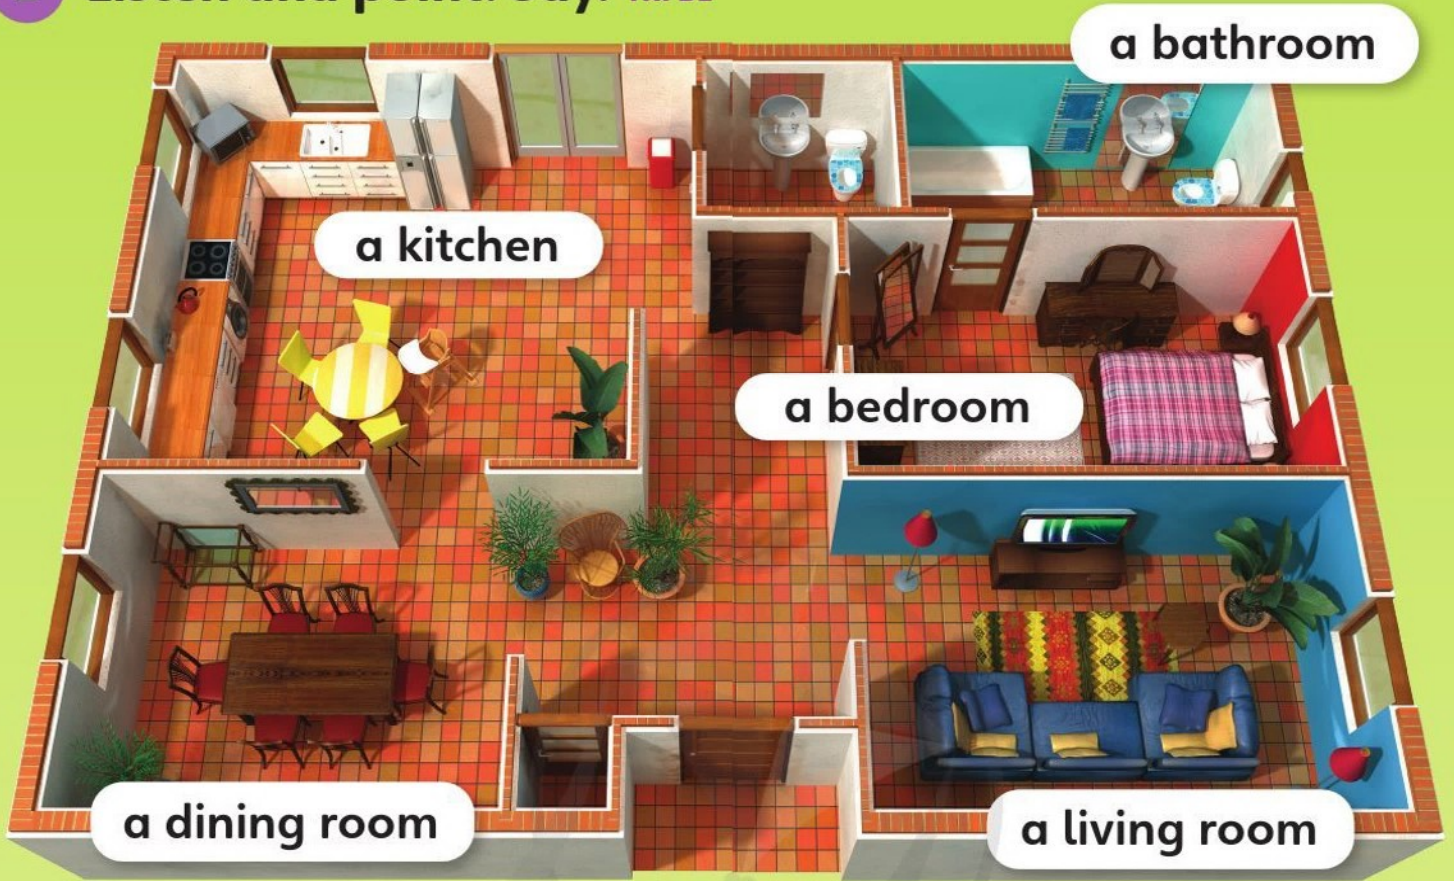 a bathroom
a kitchen
a bedroom
a dining room
a living room